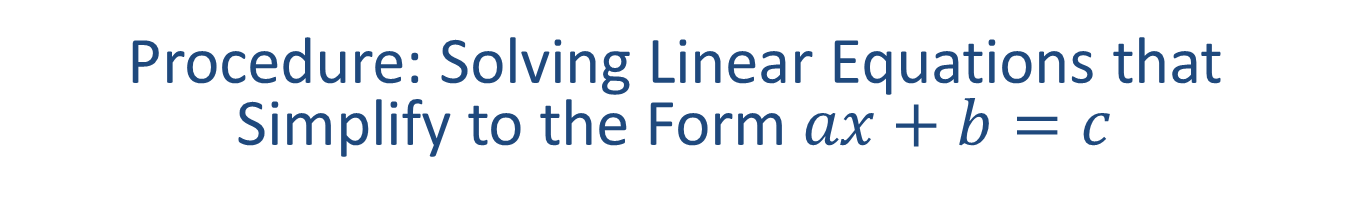 Procedure: Solving Linear Equations that
Simplify to the Form 𝑎𝑥 + 𝑏 = 𝑐